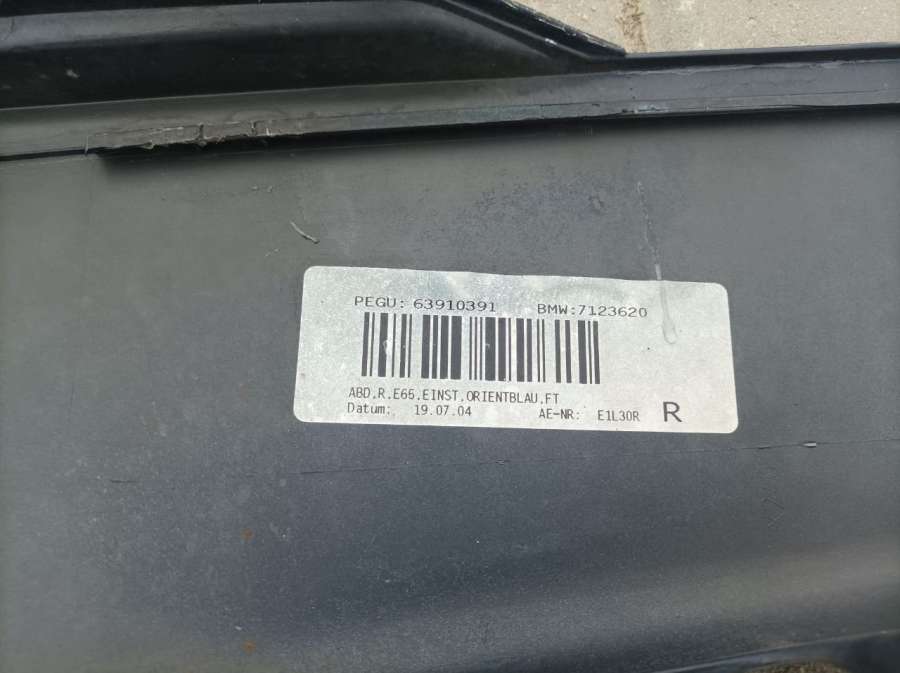 PEGU: 63910391 BMW:7123620
ABD.R.E65.EINST.ORIENTBLAU.FT
Datum: 19.07.04 AE-NR: E1L30R R